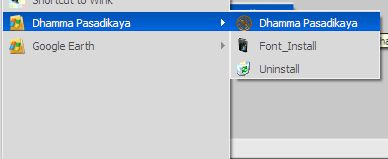 Shortcut to Wink
Dhamma Pasadikaya
Google Earth
Dhamma Pasadikaya
Font_Install
Uninstall